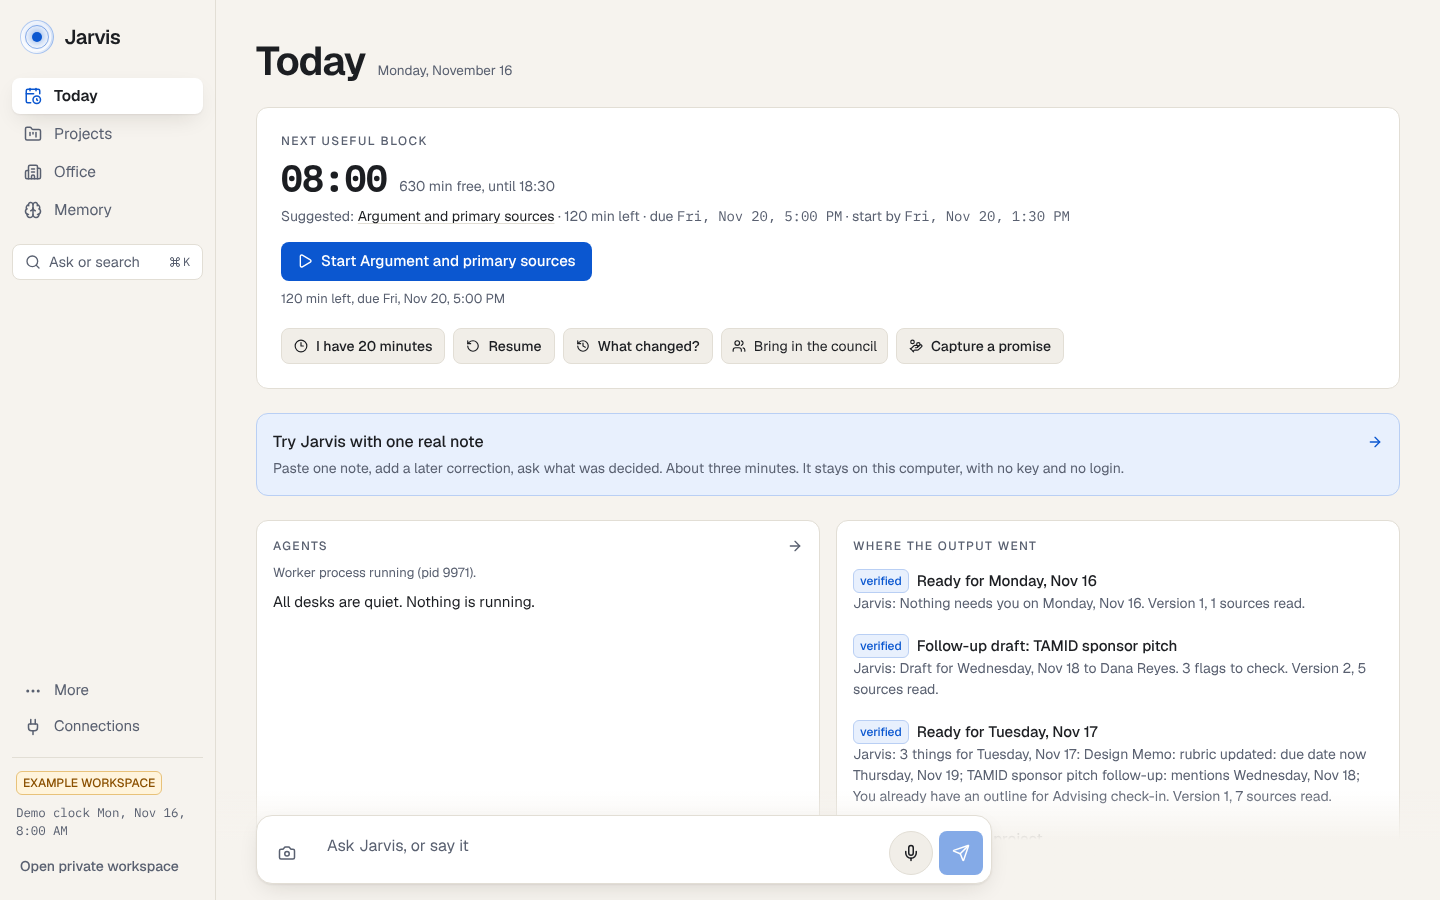 Jarvis
Today
Projects
Office
Memory
Ask or search ⌘ K
More
Connections
EXAMPLE WORKSPACE
Demo clock Mon, Nov 16,
8:00 AM
Open private workspace
Today Monday, November 16
NEXT USEFUL BLOCK
08:00 630 min free, until 18:30
Suggested: Argument and primary sources · 120 min left · due Fri, Nov 20, 5:00 PM · start by Fri, Nov 20, 1:30 PM
Start Argument and primary sources
120 min left, due Fri, Nov 20, 5:00 PM
I have 20 minutes Resume What changed? Bring in the council Capture a promise
Try Jarvis with one real note
Paste one note, add a later correction, ask what was decided. About three minutes. It stays on this computer, with no key and no login.
AGENTS
Worker process running (pid 9971).
All desks are quiet. Nothing is running.
WHERE THE OUTPUT WENT
verified Ready for Monday, Nov 16
Jarvis: Nothing needs you on Monday, Nov 16. Version 1, 1 sources read.
verified Follow-up draft: TAMID sponsor pitch
Jarvis: Draft for Wednesday, Nov 18 to Dana Reyes. 3 flags to check. Version 2, 5
sources read.
verified Ready for Tuesday, Nov 17
Jarvis: 3 things for Tuesday, Nov 17: Design Memo: rubric updated: due date now
Thursday, Nov 19; TAMID sponsor pitch follow-up: mentions Wednesday, Nov 18;
You already have an outline for Advising check-in. Version 1, 7 sources read.
Ask Jarvis, or say it